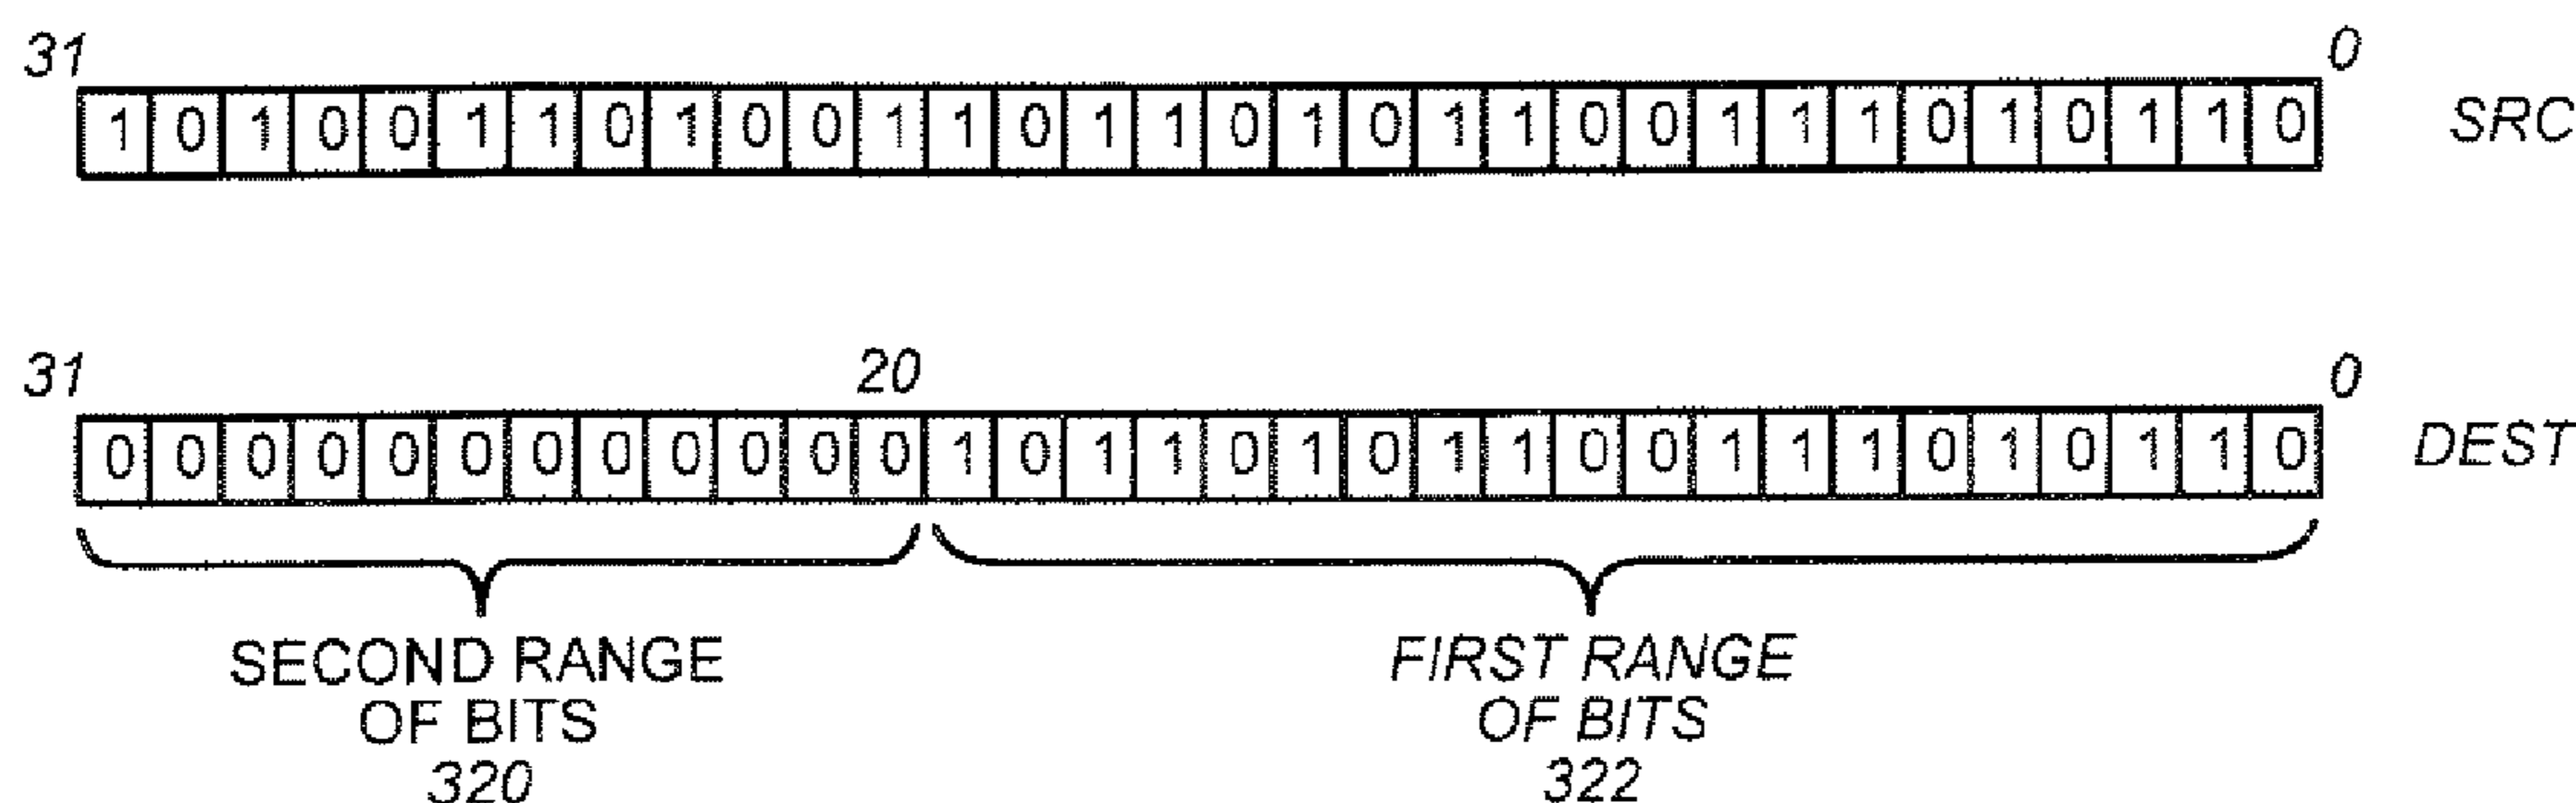 31 0
1 0 1 0 0 1 1 0 1 0 0 1 1 0 1 1 0 1 0 1 1 0 0 1 1 1 0 1 0 1 1 0 SRC
31 20 0
0 0 0 0 0 0 0 0 0 0 0 0 1 0 1 1 0 1 0 1 1 0 0 1 1 1 0 1 0 1 1 0 DEST
SECOND RANGE
OF BITS
320
FIRST RANGE
OF BITS
322